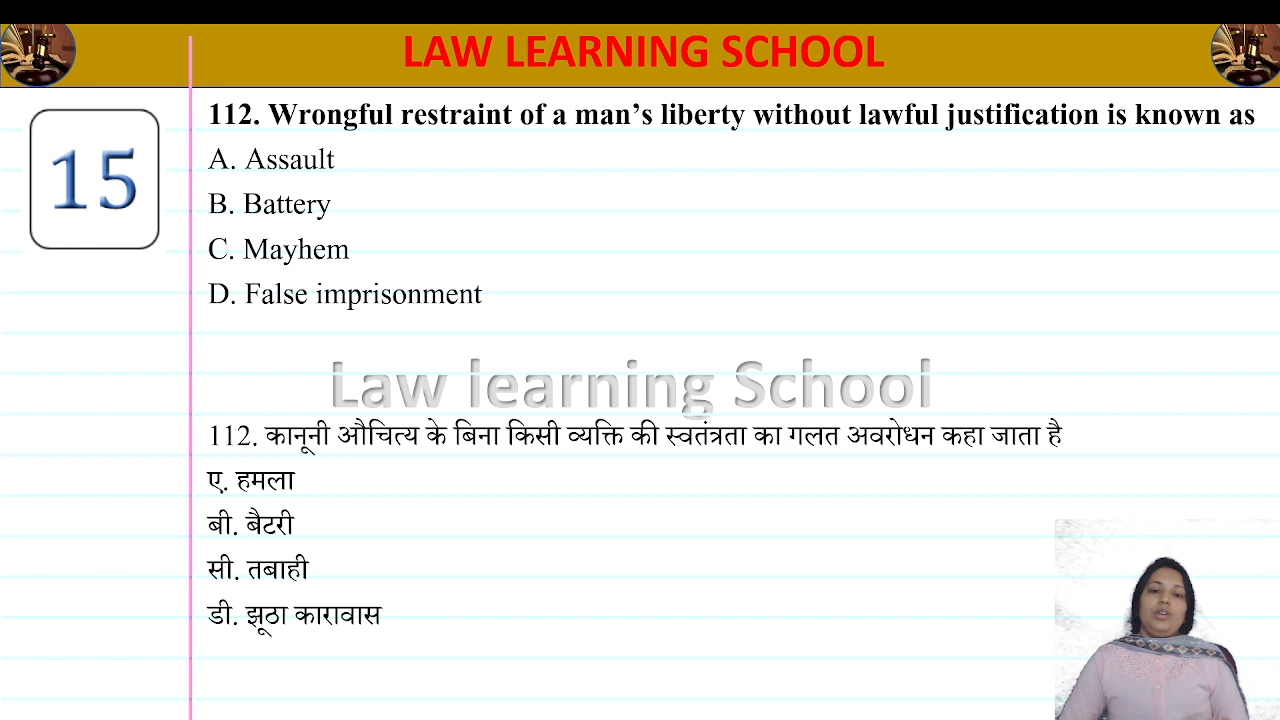 LAW LEARNING SCHOOL
15
112. Wrongful restraint of a man’s liberty without lawful justification is known as
A. Assault
B. Battery
C. Mayhem
D. False imprisonment
Law learning School
112. कानूनी औचित्य के बिना किसी व्यक्ति की स्वतंत्रता का गलत अवरोधन कहा जाता है
ए. हमला
बी. बैटरी
सी. तबाही
डी. झूठा कारावास